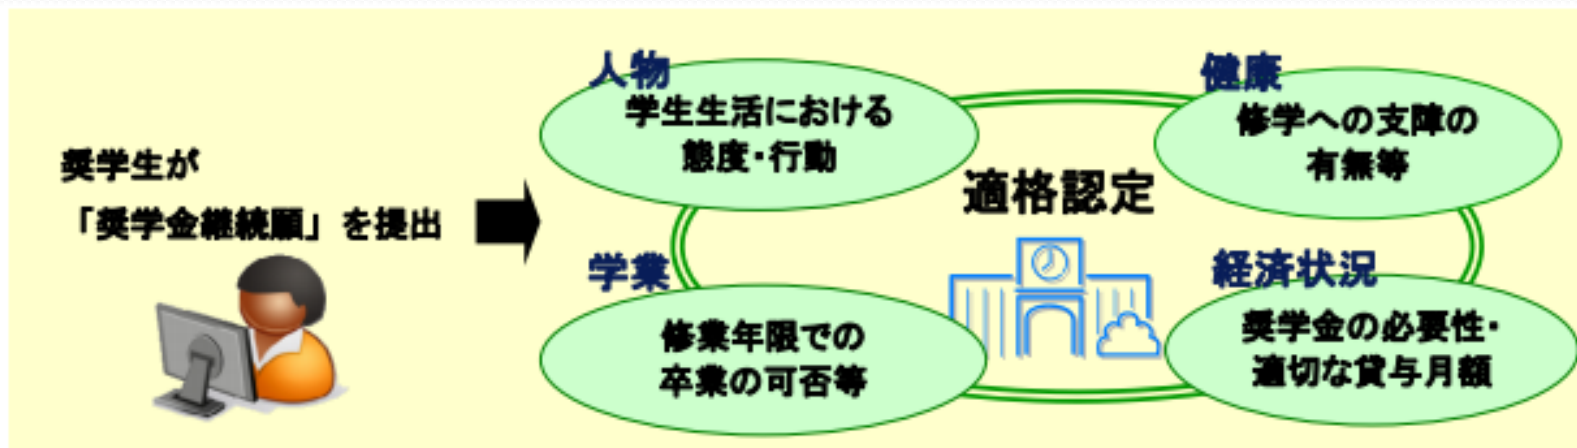 奨学生が
「奨学金継続願」を提出
人物
学生生活における
態度・行動
健康
修学への支障の
有無等
適格認定
学業
修業年限での
卒業の可否等
経済状況
奨学金の必要性・
適切な貸与月額